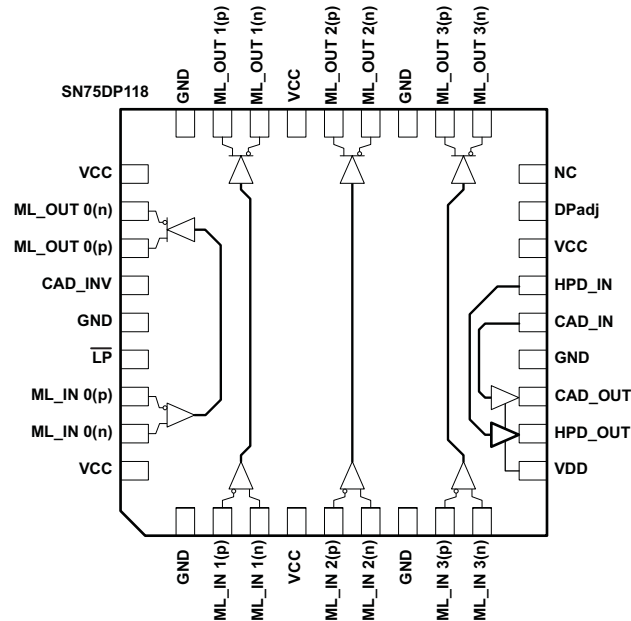 SN75DP118
GND
ML_OUT 1(p)
ML_OUT 1(n)
VCC
ML_OUT 2(p)
ML_OUT 2(n)
GND
ML_OUT 3(p)
ML_OUT 3(n)
VCC
ML_OUT 0(n)
ML_OUT 0(p)
CAD_INV
GND
LP
ML_IN 0(p)
ML_IN 0(n)
VCC
NC
DPadj
VCC
HPD_IN
CAD_IN
GND
CAD_OUT
HPD_OUT
VDD
GND
ML_IN 1(p)
ML_IN 1(n)
VCC
ML_IN 2(p)
ML_IN 2(n)
GND
ML_IN 3(p)
ML_IN 3(n)